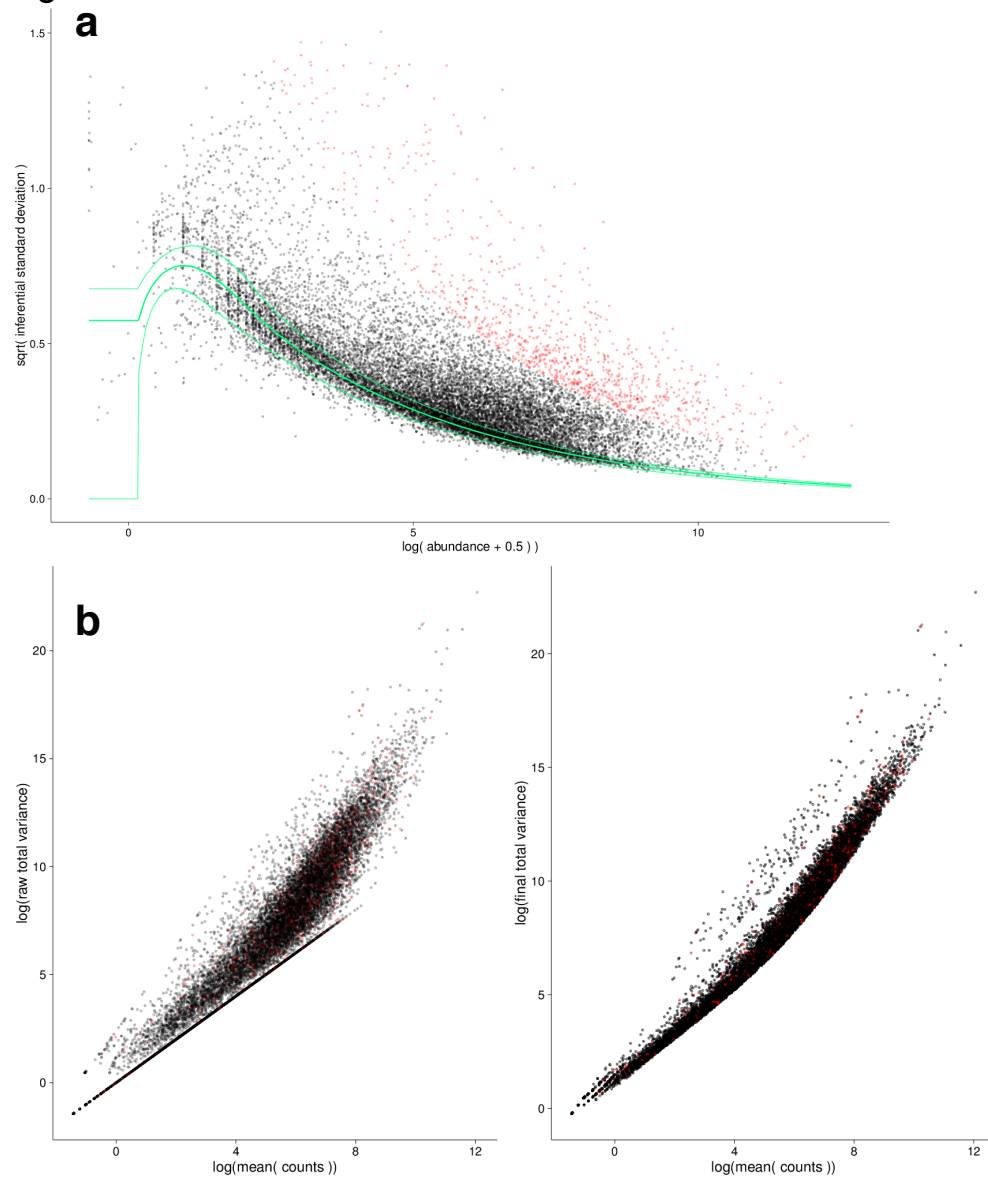 a
1.5
1.0
0.5
0.0
sqrt( inferential standard deviation )
0 5 10
log( abundance + 0.5 ) )
b
20
15
10
5
0
log(raw total variance)
0 4 8 12
log(mean( counts ))
20
15
10
5
0
log(final total variance)
0 4 8 12
log(mean( counts ))